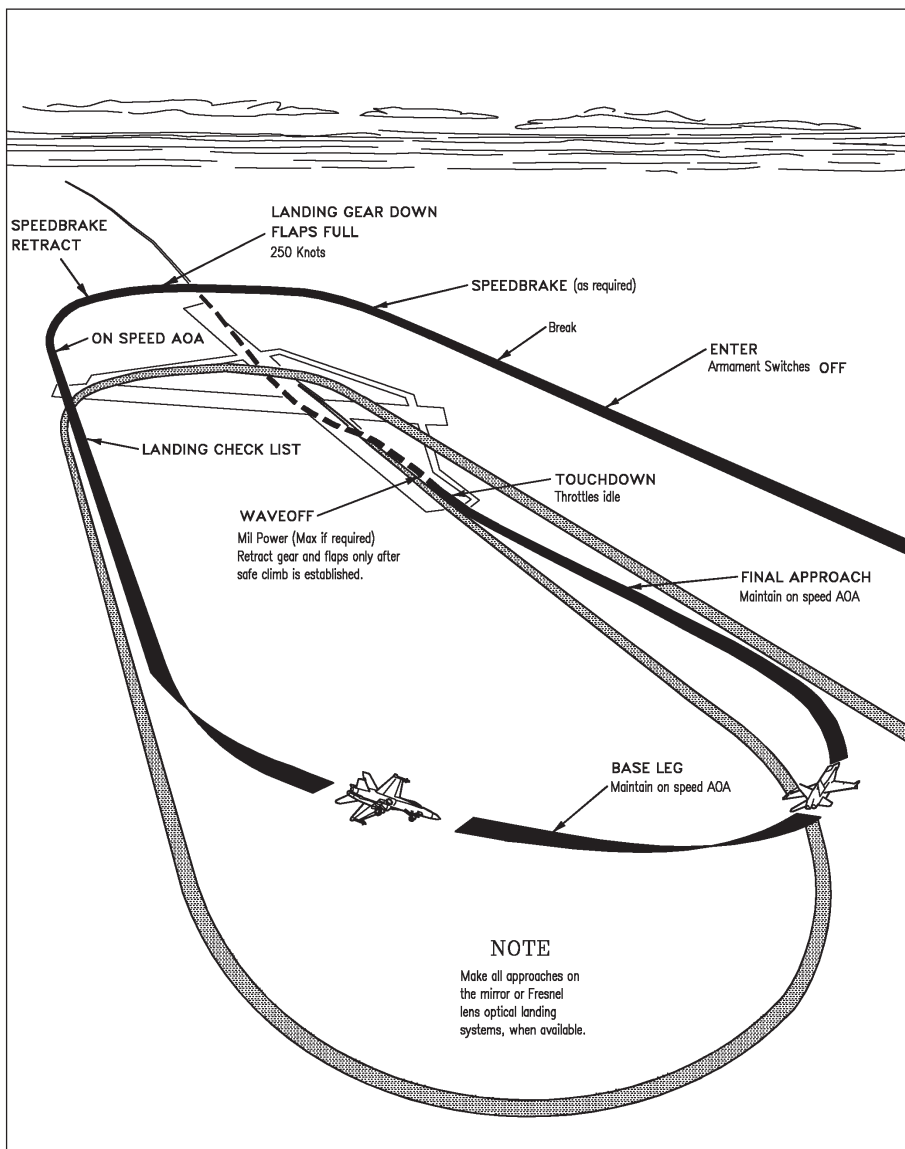 LANDING GEAR DOWN
FLAPS FULL
250 Knots
SPEEDBRAKE
RETRACT
SPEEDBRAKE (as required)
Break
ON SPEED AOA
ENTER
Armament Switches OFF
LANDING CHECK LIST
TOUCHDOWN
Throttles idle
WAVEOFF
Mil Power (Max if required)
Retract gear and flaps only after
safe climb is established.
FINAL APPROACH
Maintain on speed AOA
BASE LEG
Maintain on speed AOA
NOTE
Make all approaches on
the mirror or Fresnel
lens optical landing
systems, when available.